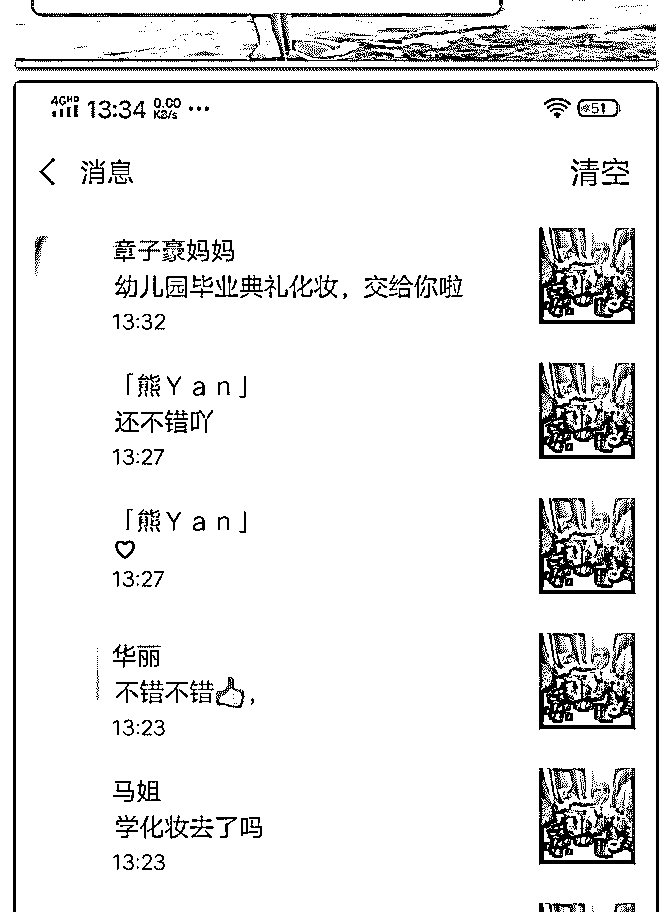 4GHD 13:34 0.00 KB/s ··· 51
消息 清空
章子豪妈妈
幼儿园毕业典礼化妆，交给你啦
13:32
「熊Ｙａｎ」
还不错吖
13:27
「熊Ｙａｎ」
♡
13:27
华丽
不错不错👍,
13:23
马姐
学化妆去了吗
13:23